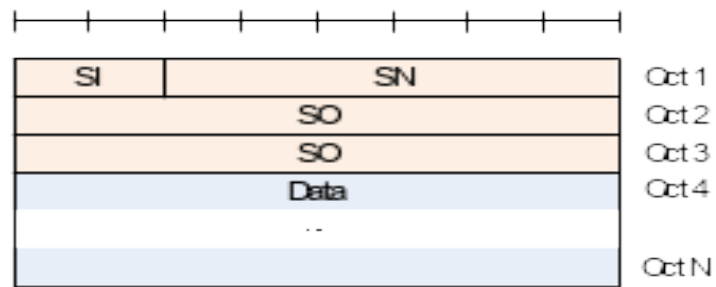 SI SN Oct 1
SO Oct 2
SO Oct 3
Data Oct 4
...
Oct N